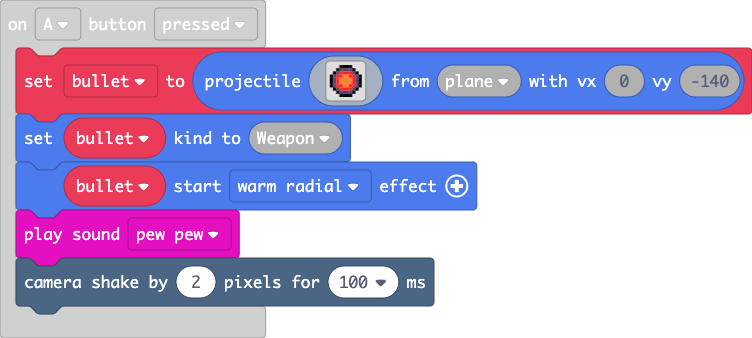 on A button pressed
set bullet to projectile from plane with vx 0 vy -140
set bullet kind to Weapon
bullet start warm radial effect
play sound pew pew
camera shake by 2 pixels for 100 ms